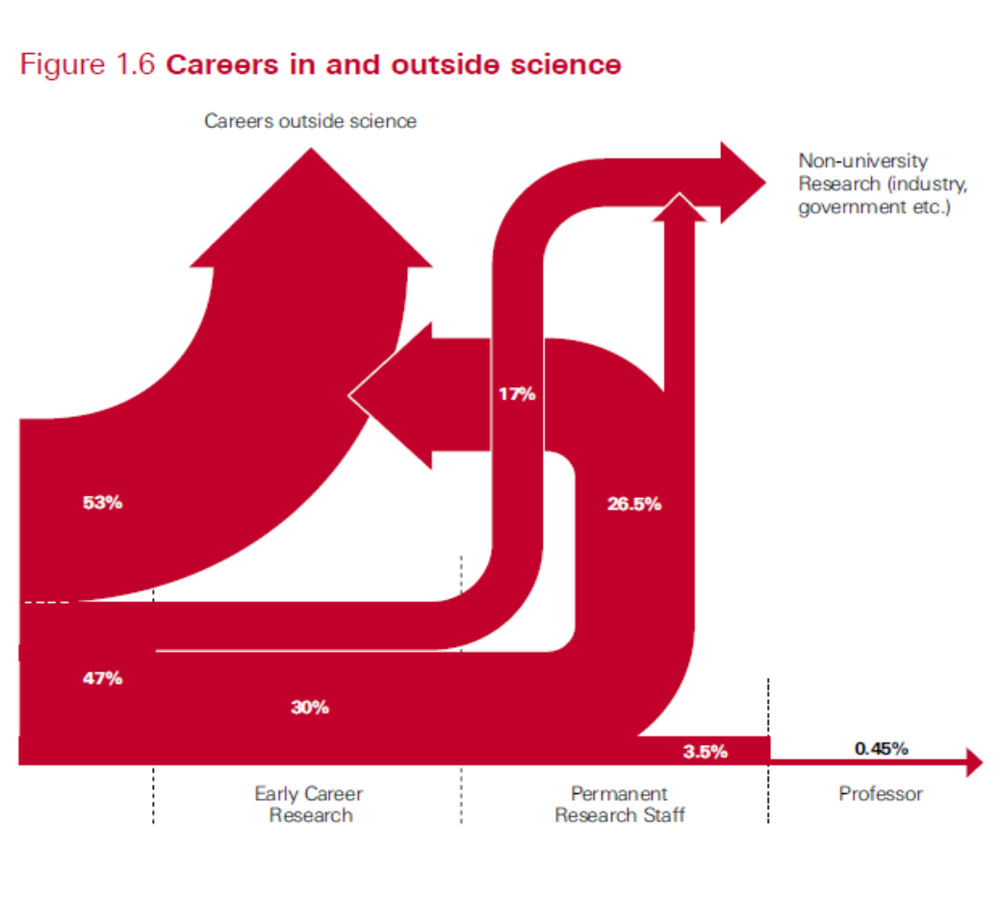 Figure 1.6 Careers in and outside science
Careers outside science
Non-university
Research (industry,
government etc.)
17%
53%
26.5%
47%
30%
3.5%
0.45%
Early Career
Research
Permanent
Research Staff
Professor